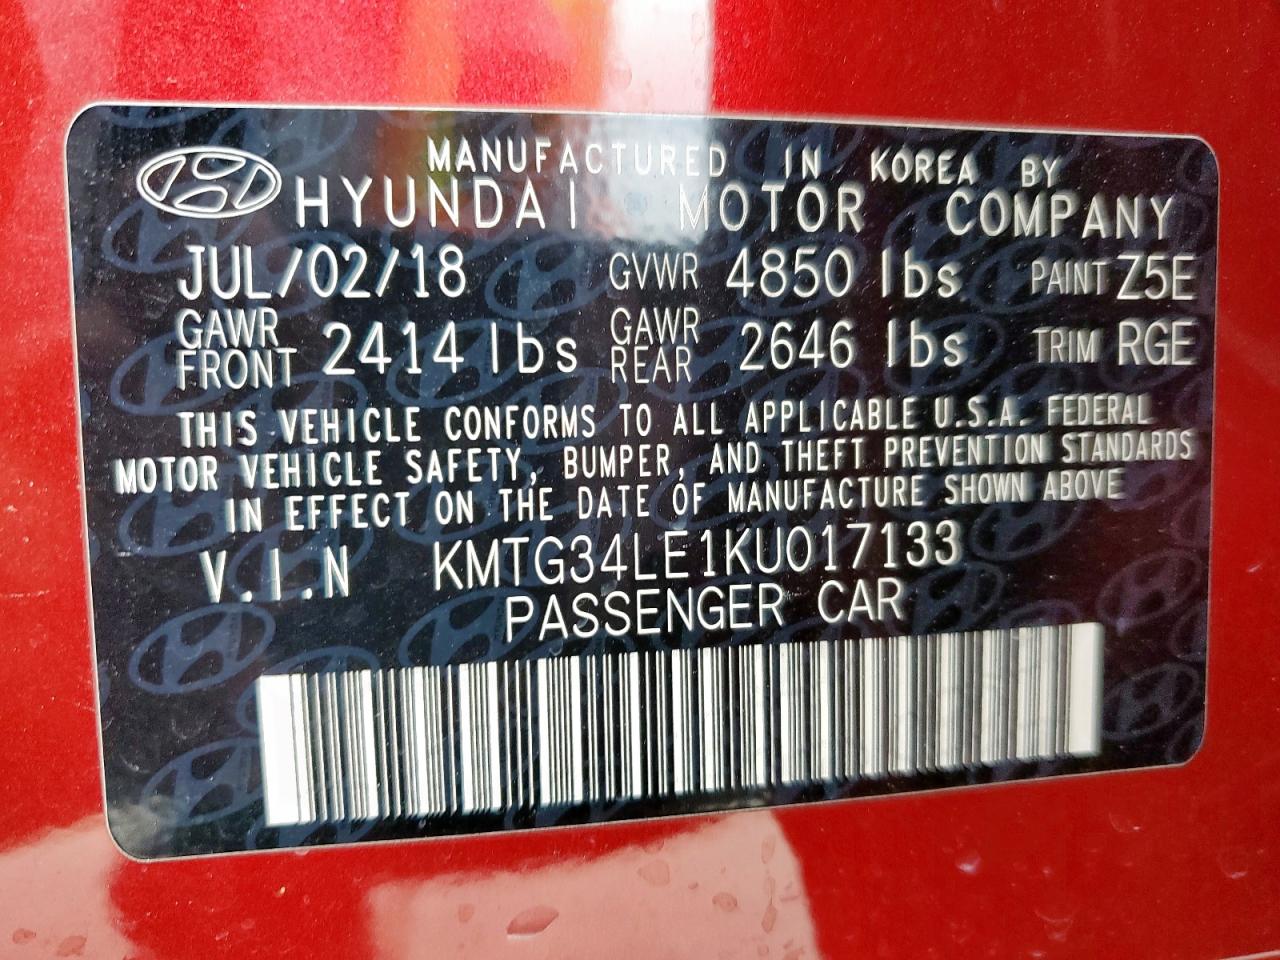 MANUFACTURED IN KOREA BY
HYUNDAI MOTOR COMPANY
JUL/02/18 GVWR 4850 lbs PAINT Z5E
GAWR FRONT 2414 lbs GAWR REAR 2646 lbs TRIM RGE
THIS VEHICLE CONFORMS TO ALL APPLICABLE U.S.A. FEDERAL
MOTOR VEHICLE SAFETY, BUMPER, AND THEFT PREVENTION STANDARDS
IN EFFECT ON THE DATE OF MANUFACTURE SHOWN ABOVE
V.I.N KMTG34LE1KU017133
PASSENGER CAR